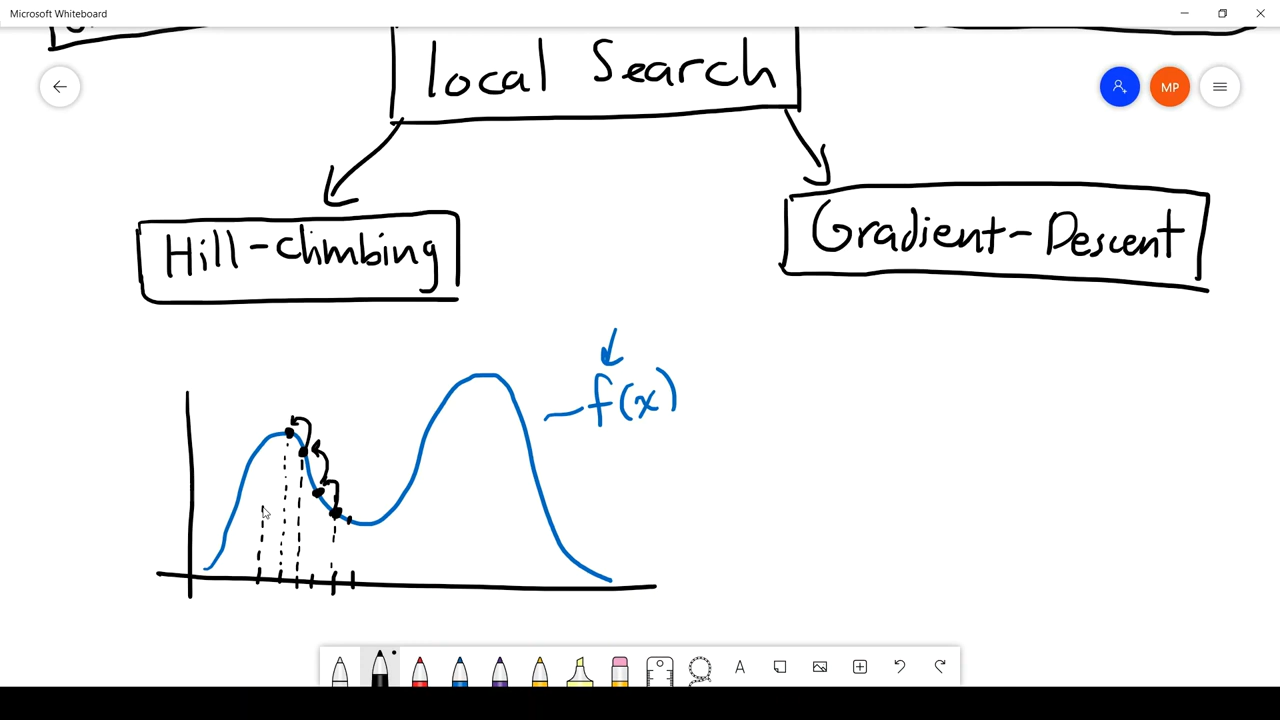 Microsoft Whiteboard
local Search
MP
Hill-climbing
Gradient-Descent
f(x)
A